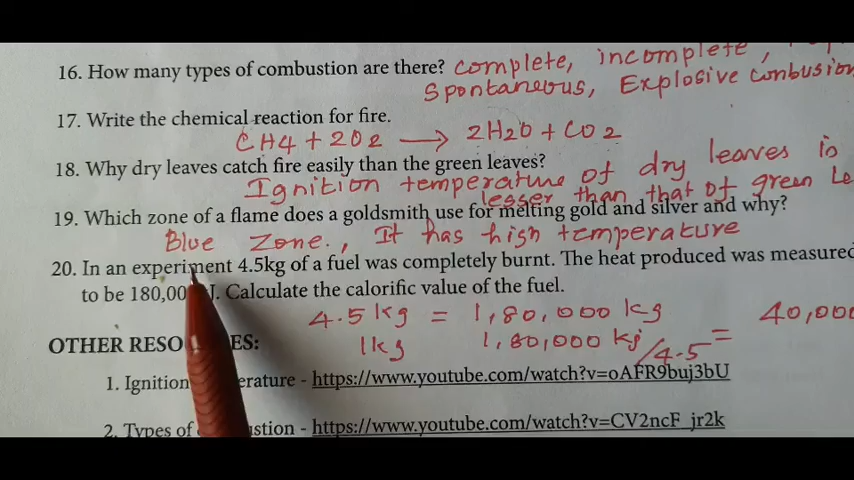 16. How many types of combustion are there? complete, incomplete,
Spontaneous, Explosive combusion
17. Write the chemical reaction for fire.
CH4 + 2O2 → 2H2O + CO2
18. Why dry leaves catch fire easily than the green leaves?
Ignition temperature of dry leaves is
lesser than that of green
19. Which zone of a flame does a goldsmith use for melting gold and silver and why?
Blue Zone., It has high temperature
20. In an experiment 4.5kg of a fuel was completely burnt. The heat produced was measured
to be 180,00 J. Calculate the calorific value of the fuel.
4.5 kg = 1,80,000 kg
1kg 1,80,000 kj/4.5 = 40,000
OTHER RESO ES:
1. Ignition erature - https://www.youtube.com/watch?v=oAFR9buj3bU
2. Types of bustion - https://www.youtube.com/watch?v=CV2ncF_jr2k